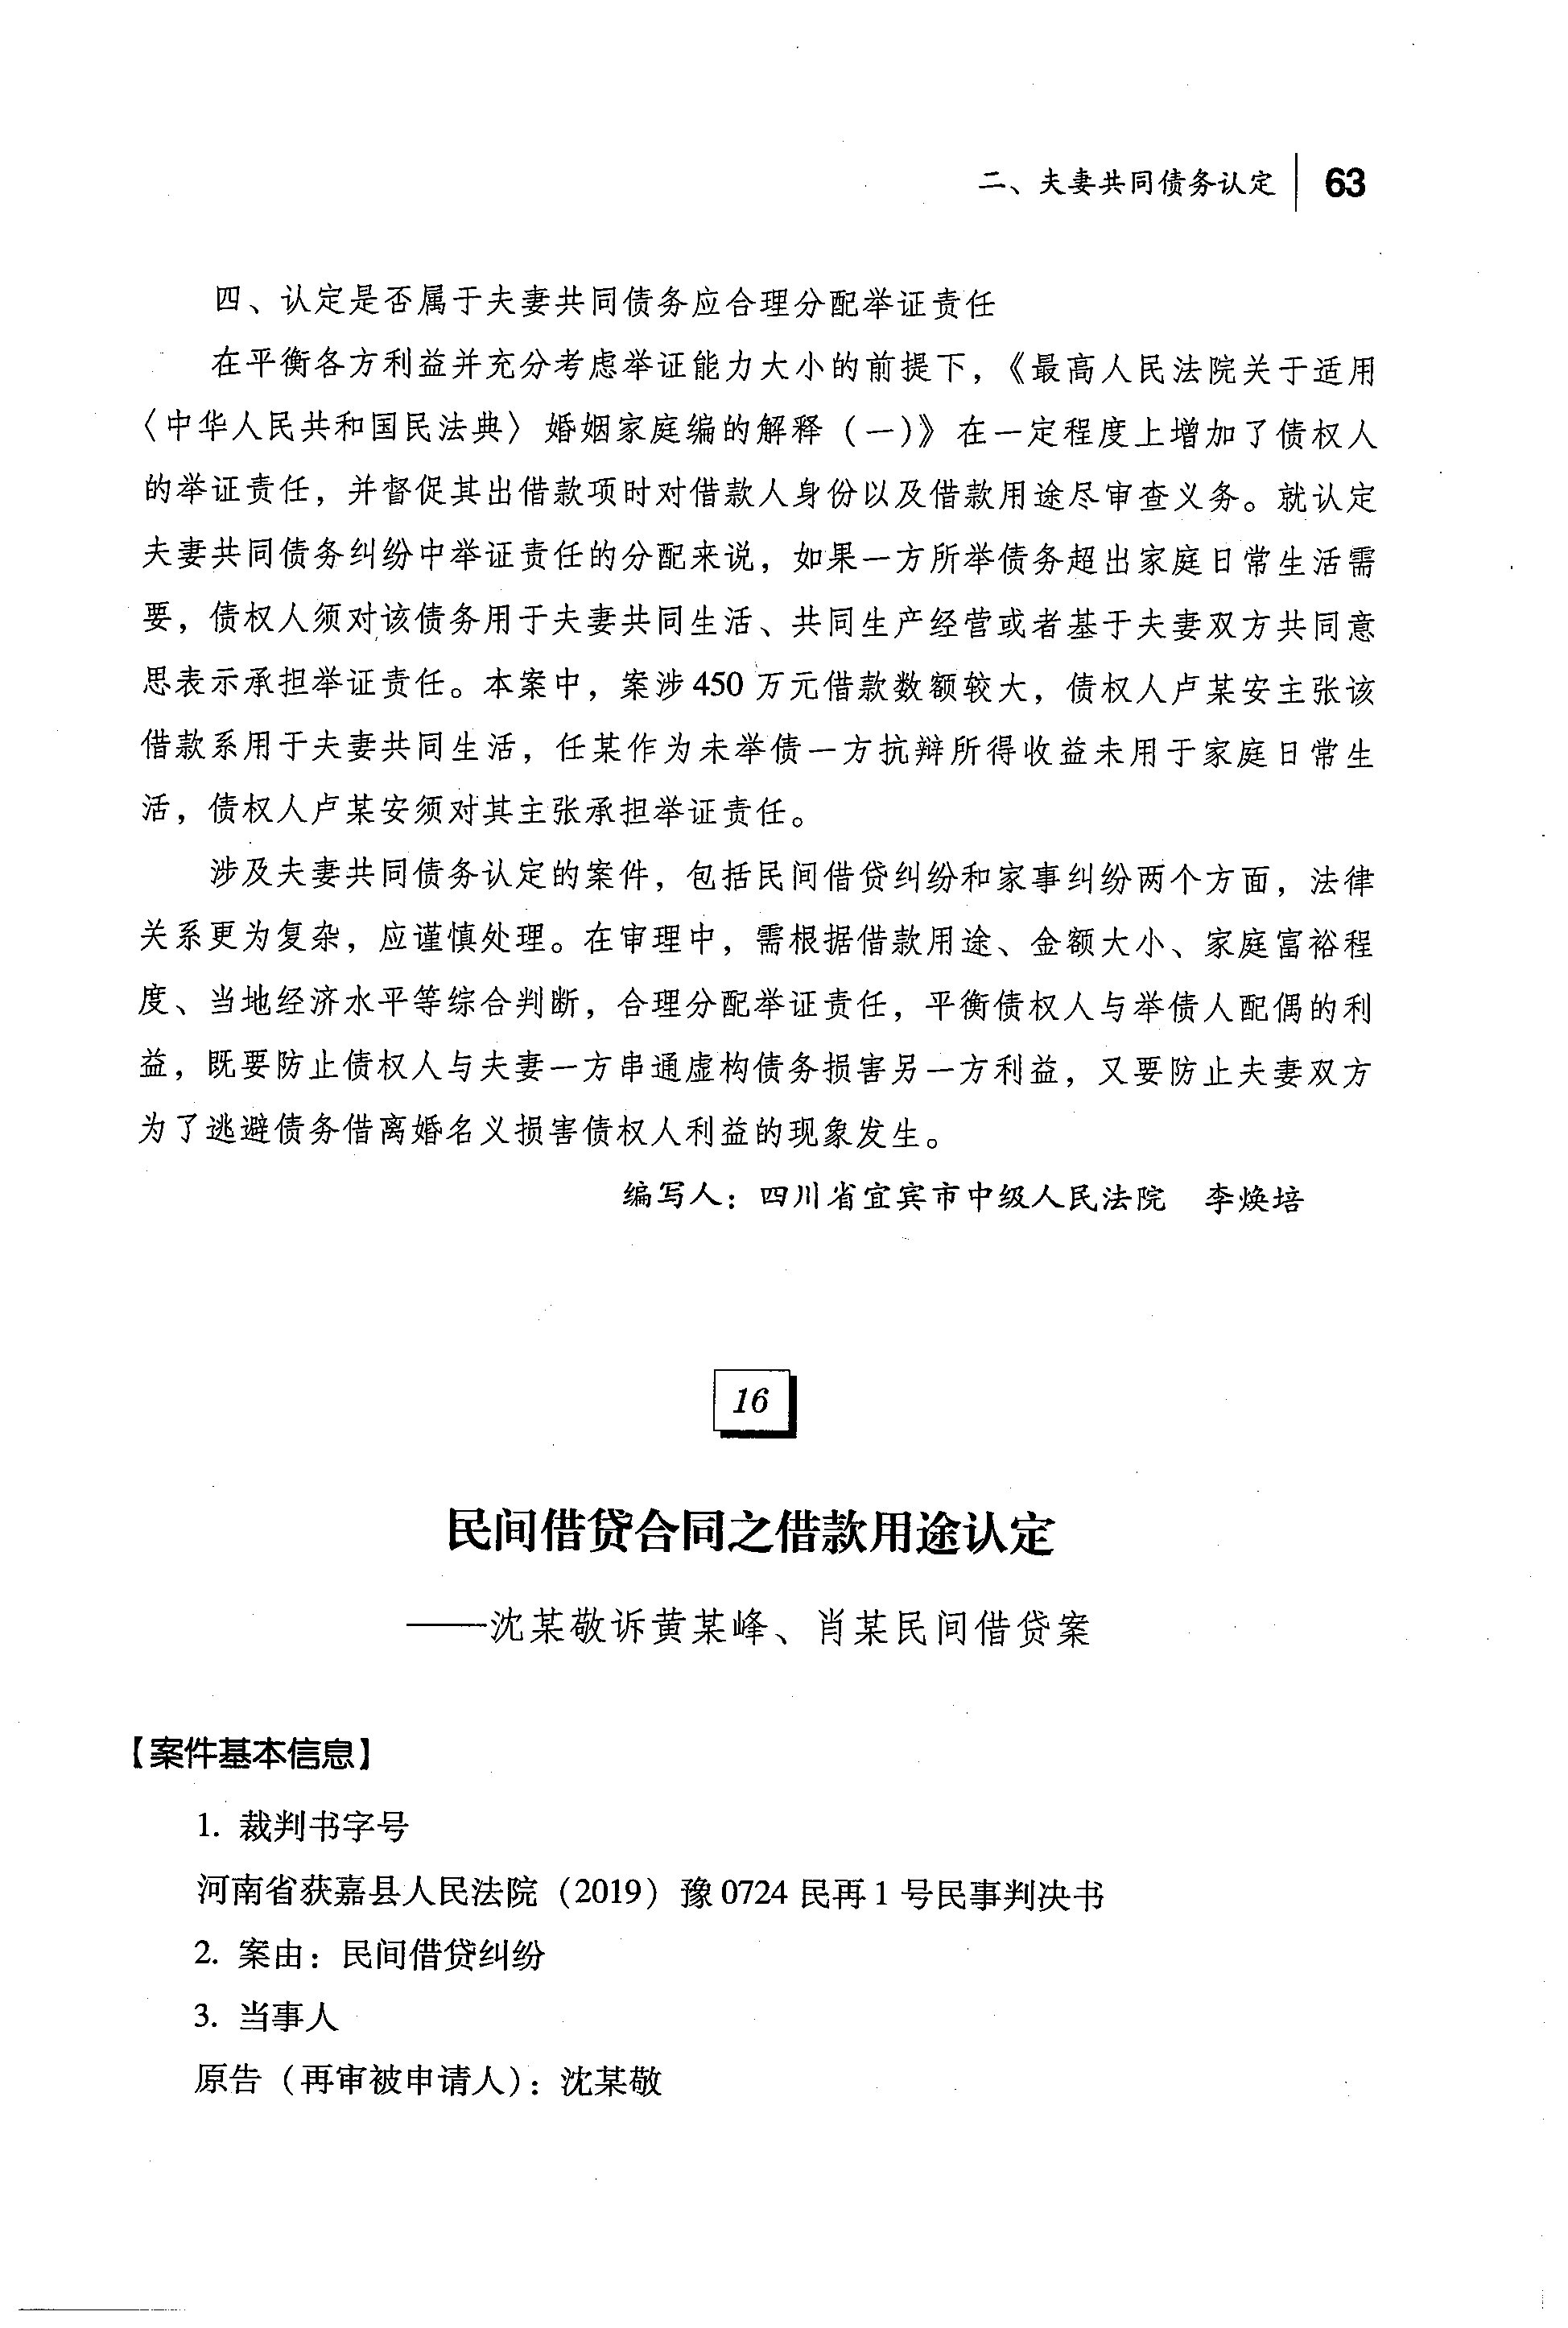 二、夫妻共同债务认定 63
四、认定是否属于夫妻共同债务应合理分配举证责任
在平衡各方利益并充分考虑举证能力大小的前提下，《最高人民法院关于适用
〈中华人民共和国民法典〉婚姻家庭编的解释（一）》在一定程度上增加了债权人
的举证责任，并督促其出借款项时对借款人身份以及借款用途尽审查义务。就认定
夫妻共同债务纠纷中举证责任的分配来说，如果一方所举债务超出家庭日常生活需
要，债权人须对该债务用于夫妻共同生活、共同生产经营或者基于夫妻双方共同意
思表示承担举证责任。本案中，案涉450万元借款数额较大，债权人卢某安主张该
借款系用于夫妻共同生活，任某作为未举债一方抗辩所得收益未用于家庭日常生
活，债权人卢某安须对其主张承担举证责任。
涉及夫妻共同债务认定的案件，包括民间借贷纠纷和家事纠纷两个方面，法律
关系更为复杂，应谨慎处理。在审理中，需根据借款用途、金额大小、家庭富裕程
度、当地经济水平等综合判断，合理分配举证责任，平衡债权人与举债人配偶的利
益，既要防止债权人与夫妻一方串通虚构债务损害另一方利益，又要防止夫妻双方
为了逃避债务借离婚名义损害债权人利益的现象发生。
编写人：四川省宜宾市中级人民法院 李焕培
16
民间借贷合同之借款用途认定
——沈某敬诉黄某峰、肖某民间借贷案
【案件基本信息】
1. 裁判书字号
河南省获嘉县人民法院（2019）豫0724民再1号民事判决书
2. 案由：民间借贷纠纷
3. 当事人
原告（再审被申请人）：沈某敬